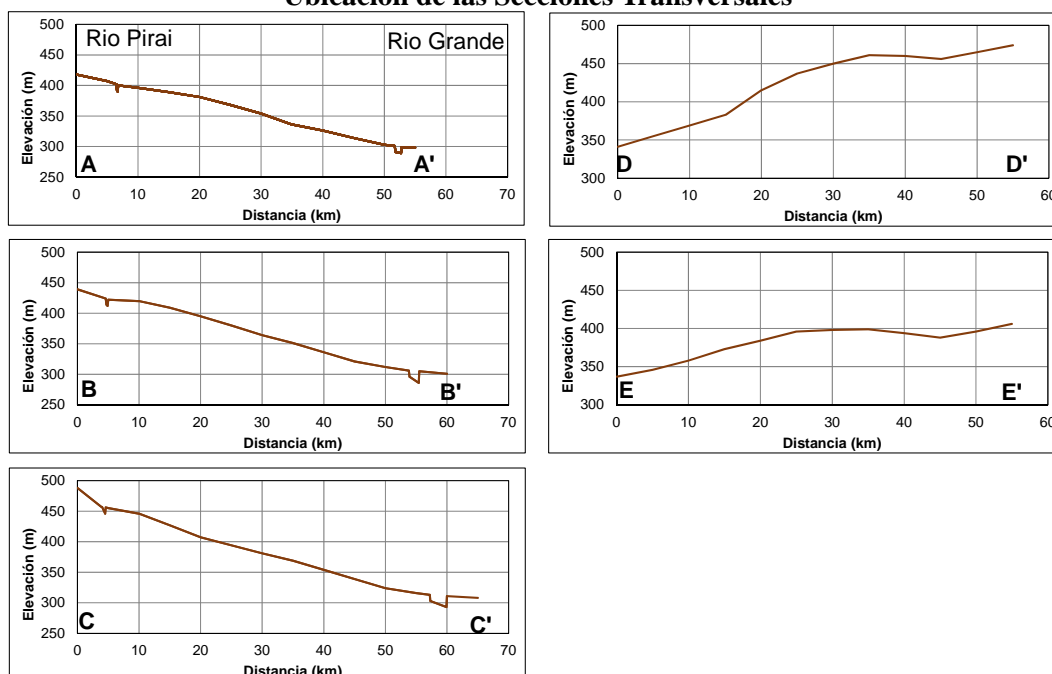 Ubicación de las Secciones Transversales
Rio Pirai
Rio Grande
Elevación (m)
500
450
400
350
300
250
A
A'
0 10 20 30 40 50 60 70
Distancia (km)
Elevación (m)
500
450
400
350
300
D
D'
0 10 20 30 40 50 60
Distancia (km)
Elevación (m)
500
450
400
350
300
250
B
B'
0 10 20 30 40 50 60 70
Distancia (km)
Elevación (m)
500
450
400
350
300
E
E'
0 10 20 30 40 50 60
Distancia (km)
Elevación (m)
500
450
400
350
300
250
C
C'
0 10 20 30 40 50 60 70
Distancia (km)